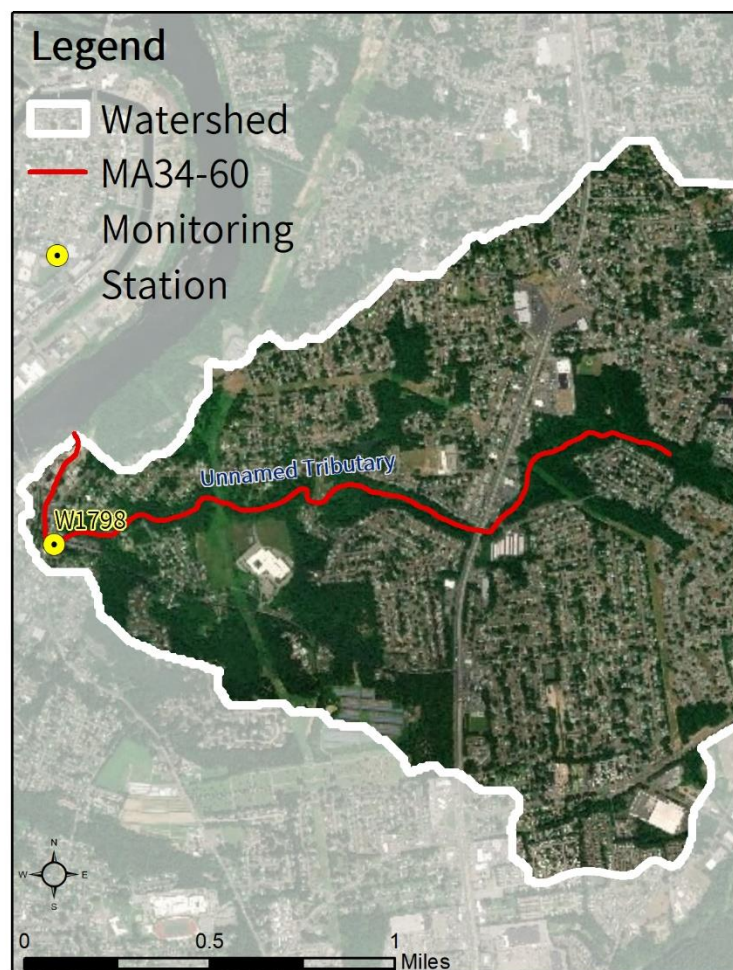 Legend
Watershed
MA34-60
Monitoring
Station
Unnamed Tributary
W1798
N
W E
S
0 0.5 1
Miles